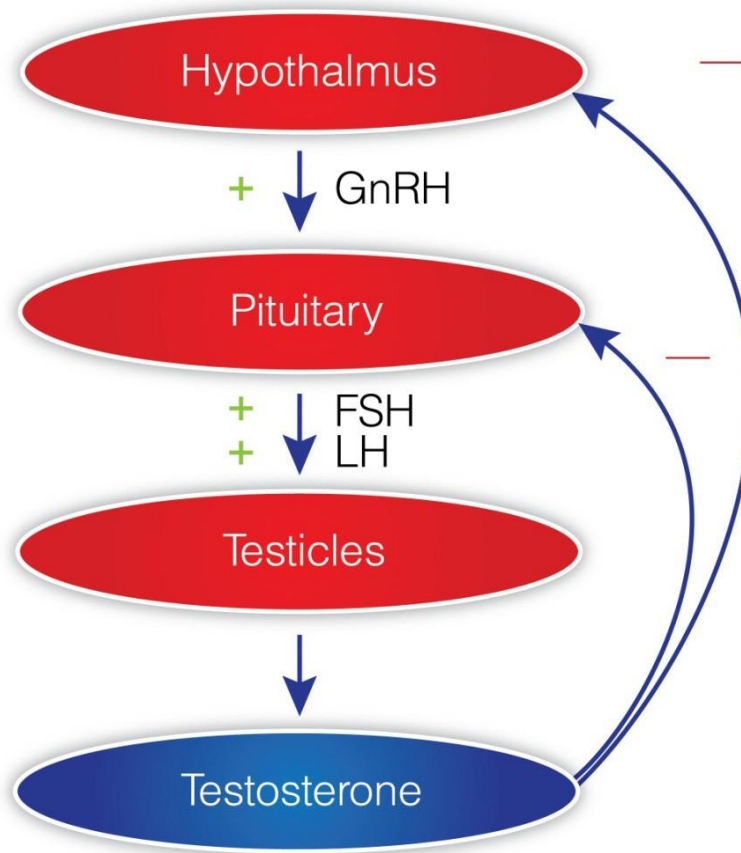 Hypothalmus
—
+ GnRH
Pituitary
—
+ FSH
+ LH
Testicles
Testosterone